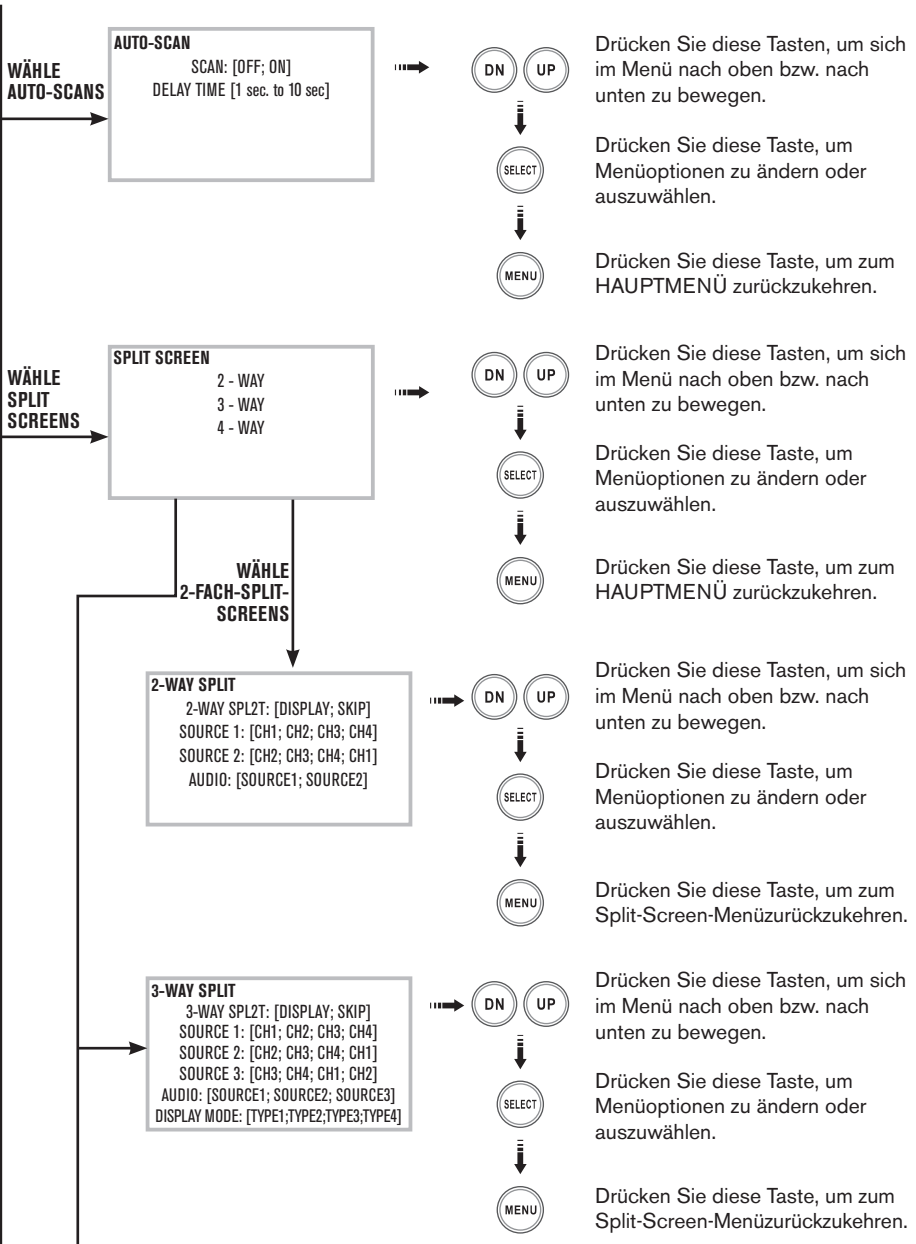 WÄHLE
AUTO-SCANS
AUTO-SCAN
SCAN: [OFF; ON]
DELAY TIME [1 sec. to 10 sec]
DN
UP
Drücken Sie diese Tasten, um sich
im Menü nach oben bzw. nach
unten zu bewegen.
SELECT
Drücken Sie diese Taste, um
Menüoptionen zu ändern oder
auszuwählen.
MENU
Drücken Sie diese Taste, um zum
HAUPTMENÜ zurückzukehren.
WÄHLE
SPLIT
SCREENS
SPLIT SCREEN
2 - WAY
3 - WAY
4 - WAY
DN
UP
Drücken Sie diese Tasten, um sich
im Menü nach oben bzw. nach
unten zu bewegen.
SELECT
Drücken Sie diese Taste, um
Menüoptionen zu ändern oder
auszuwählen.
MENU
Drücken Sie diese Taste, um zum
HAUPTMENÜ zurückzukehren.
WÄHLE
2-FACH-SPLIT-
SCREENS
2-WAY SPLIT
2-WAY SPL2T: [DISPLAY; SKIP]
SOURCE 1: [CH1; CH2; CH3; CH4]
SOURCE 2: [CH2; CH3; CH4; CH1]
AUDIO: [SOURCE1; SOURCE2]
DN
UP
Drücken Sie diese Tasten, um sich
im Menü nach oben bzw. nach
unten zu bewegen.
SELECT
Drücken Sie diese Taste, um
Menüoptionen zu ändern oder
auszuwählen.
MENU
Drücken Sie diese Taste, um zum
Split-Screen-Menüzurückzukehren.
3-WAY SPLIT
3-WAY SPL2T: [DISPLAY; SKIP]
SOURCE 1: [CH1; CH2; CH3; CH4]
SOURCE 2: [CH2; CH3; CH4; CH1]
SOURCE 3: [CH3; CH4; CH1; CH2]
AUDIO: [SOURCE1; SOURCE2; SOURCE3]
DISPLAY MODE: [TYPE1;TYPE2;TYPE3;TYPE4]
DN
UP
Drücken Sie diese Tasten, um sich
im Menü nach oben bzw. nach
unten zu bewegen.
SELECT
Drücken Sie diese Taste, um
Menüoptionen zu ändern oder
auszuwählen.
MENU
Drücken Sie diese Taste, um zum
Split-Screen-Menüzurückzukehren.